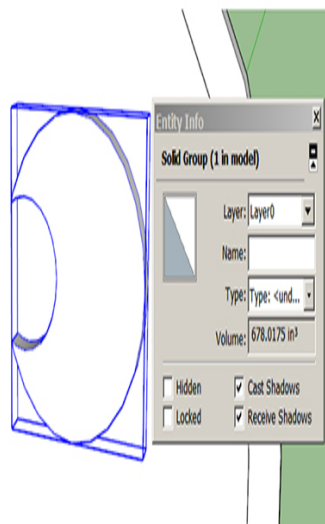 Entity Info
Solid Group (1 in model)
Layer: Layer0
Name:
Type: Type: <und...
Volume: 678.0175 in³
Hidden Cast Shadows
Locked Receive Shadows